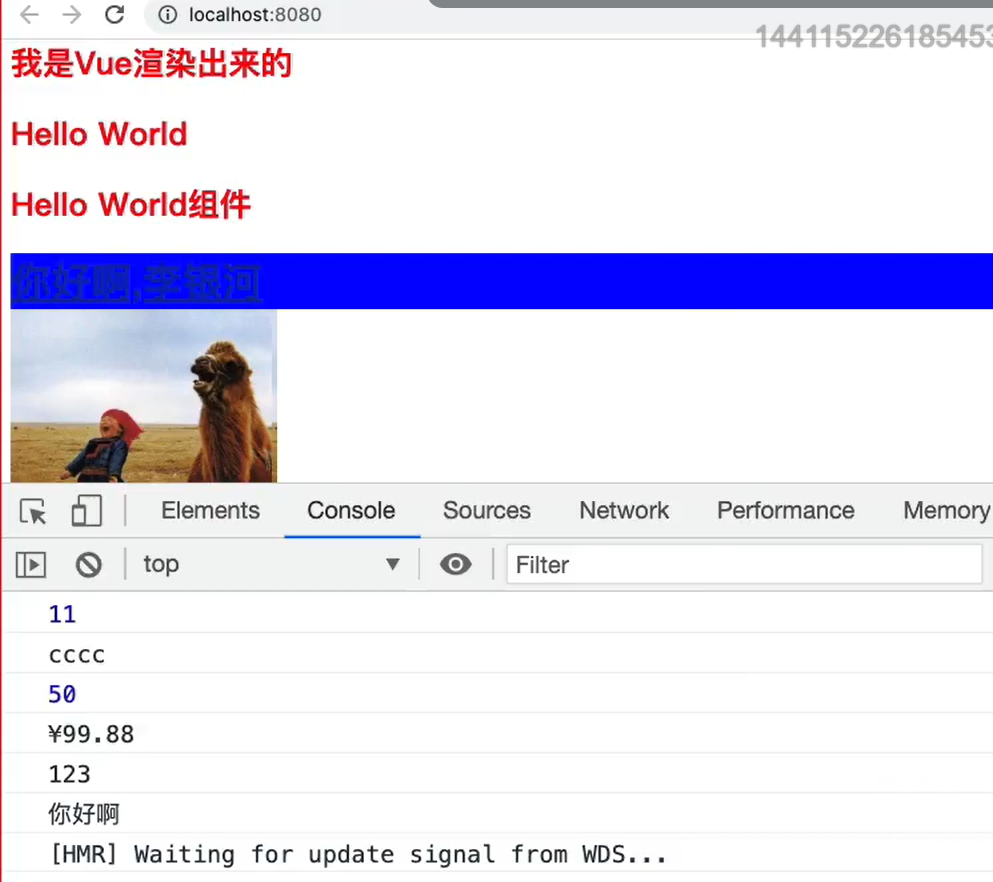 localhost:8080
144115226185453
我是Vue渲染出来的
Hello World
Hello World组件
你好啊,李银河
Elements Console Sources Network Performance Memory
top Filter
11
cccc
50
¥99.88
123
你好啊
[HMR] Waiting for update signal from WDS...